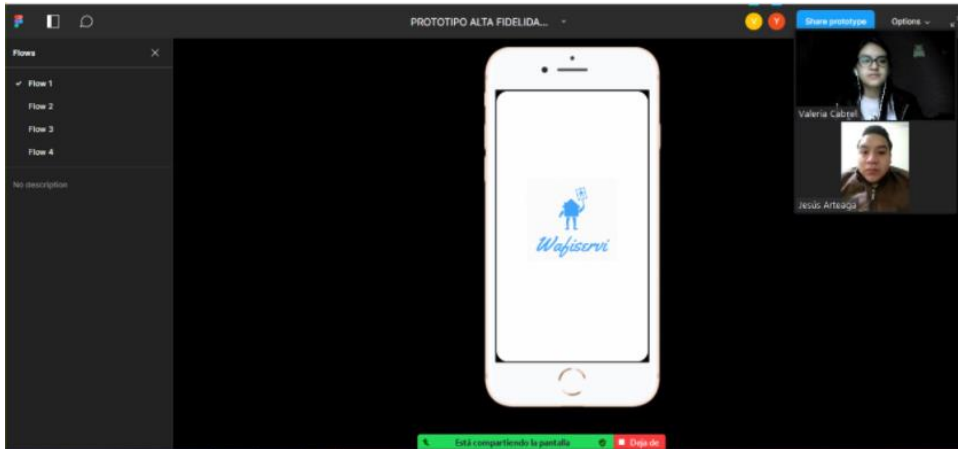 PROTOTIPO ALTA FIDELIDA...
V
Y
Share prototype
Options
Flows
Flow 1
Flow 2
Flow 3
Flow 4
No description
Wafiservi
Valeria Cabrel
Jesús Arteaga
Está compartiendo la pantalla
Deja de